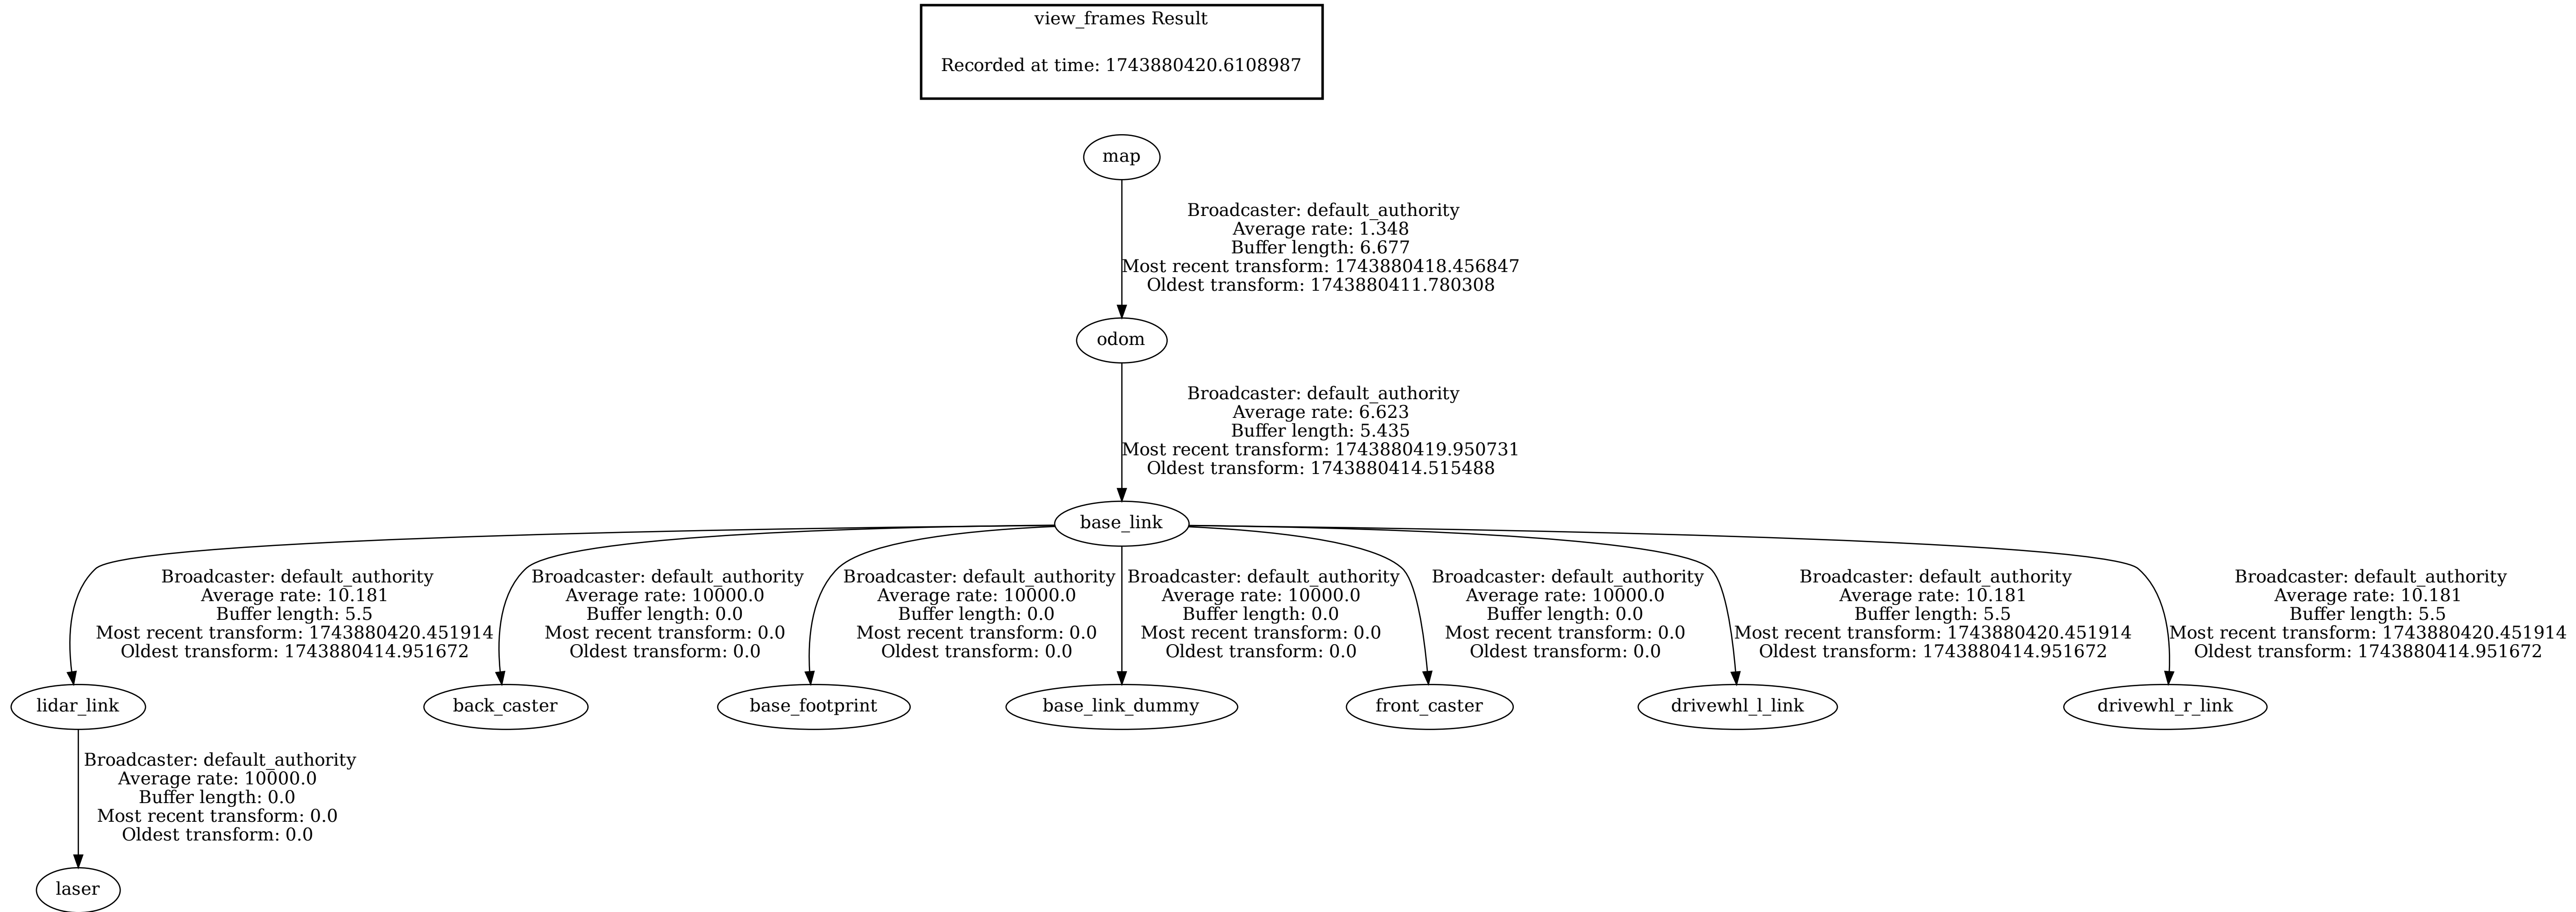 view_frames Result
Recorded at time: 1743880420.6108987
map
Broadcaster: default_authority
Average rate: 1.348
Buffer length: 6.677
Most recent transform: 1743880418.456847
Oldest transform: 1743880411.780308
odom
Broadcaster: default_authority
Average rate: 6.623
Buffer length: 5.435
Most recent transform: 1743880419.950731
Oldest transform: 1743880414.515488
base_link
Broadcaster: default_authority
Average rate: 10.181
Buffer length: 5.5
Most recent transform: 1743880420.451914
Oldest transform: 1743880414.951672
Broadcaster: default_authority
Average rate: 10000.0
Buffer length: 0.0
Most recent transform: 0.0
Oldest transform: 0.0
Broadcaster: default_authority
Average rate: 10000.0
Buffer length: 0.0
Most recent transform: 0.0
Oldest transform: 0.0
Broadcaster: default_authority
Average rate: 10000.0
Buffer length: 0.0
Most recent transform: 0.0
Oldest transform: 0.0
Broadcaster: default_authority
Average rate: 10000.0
Buffer length: 0.0
Most recent transform: 0.0
Oldest transform: 0.0
Broadcaster: default_authority
Average rate: 10.181
Buffer length: 5.5
Most recent transform: 1743880420.451914
Oldest transform: 1743880414.951672
Broadcaster: default_authority
Average rate: 10.181
Buffer length: 5.5
Most recent transform: 1743880420.451914
Oldest transform: 1743880414.951672
lidar_link
back_caster
base_footprint
base_link_dummy
front_caster
drivewhl_l_link
drivewhl_r_link
Broadcaster: default_authority
Average rate: 10000.0
Buffer length: 0.0
Most recent transform: 0.0
Oldest transform: 0.0
laser